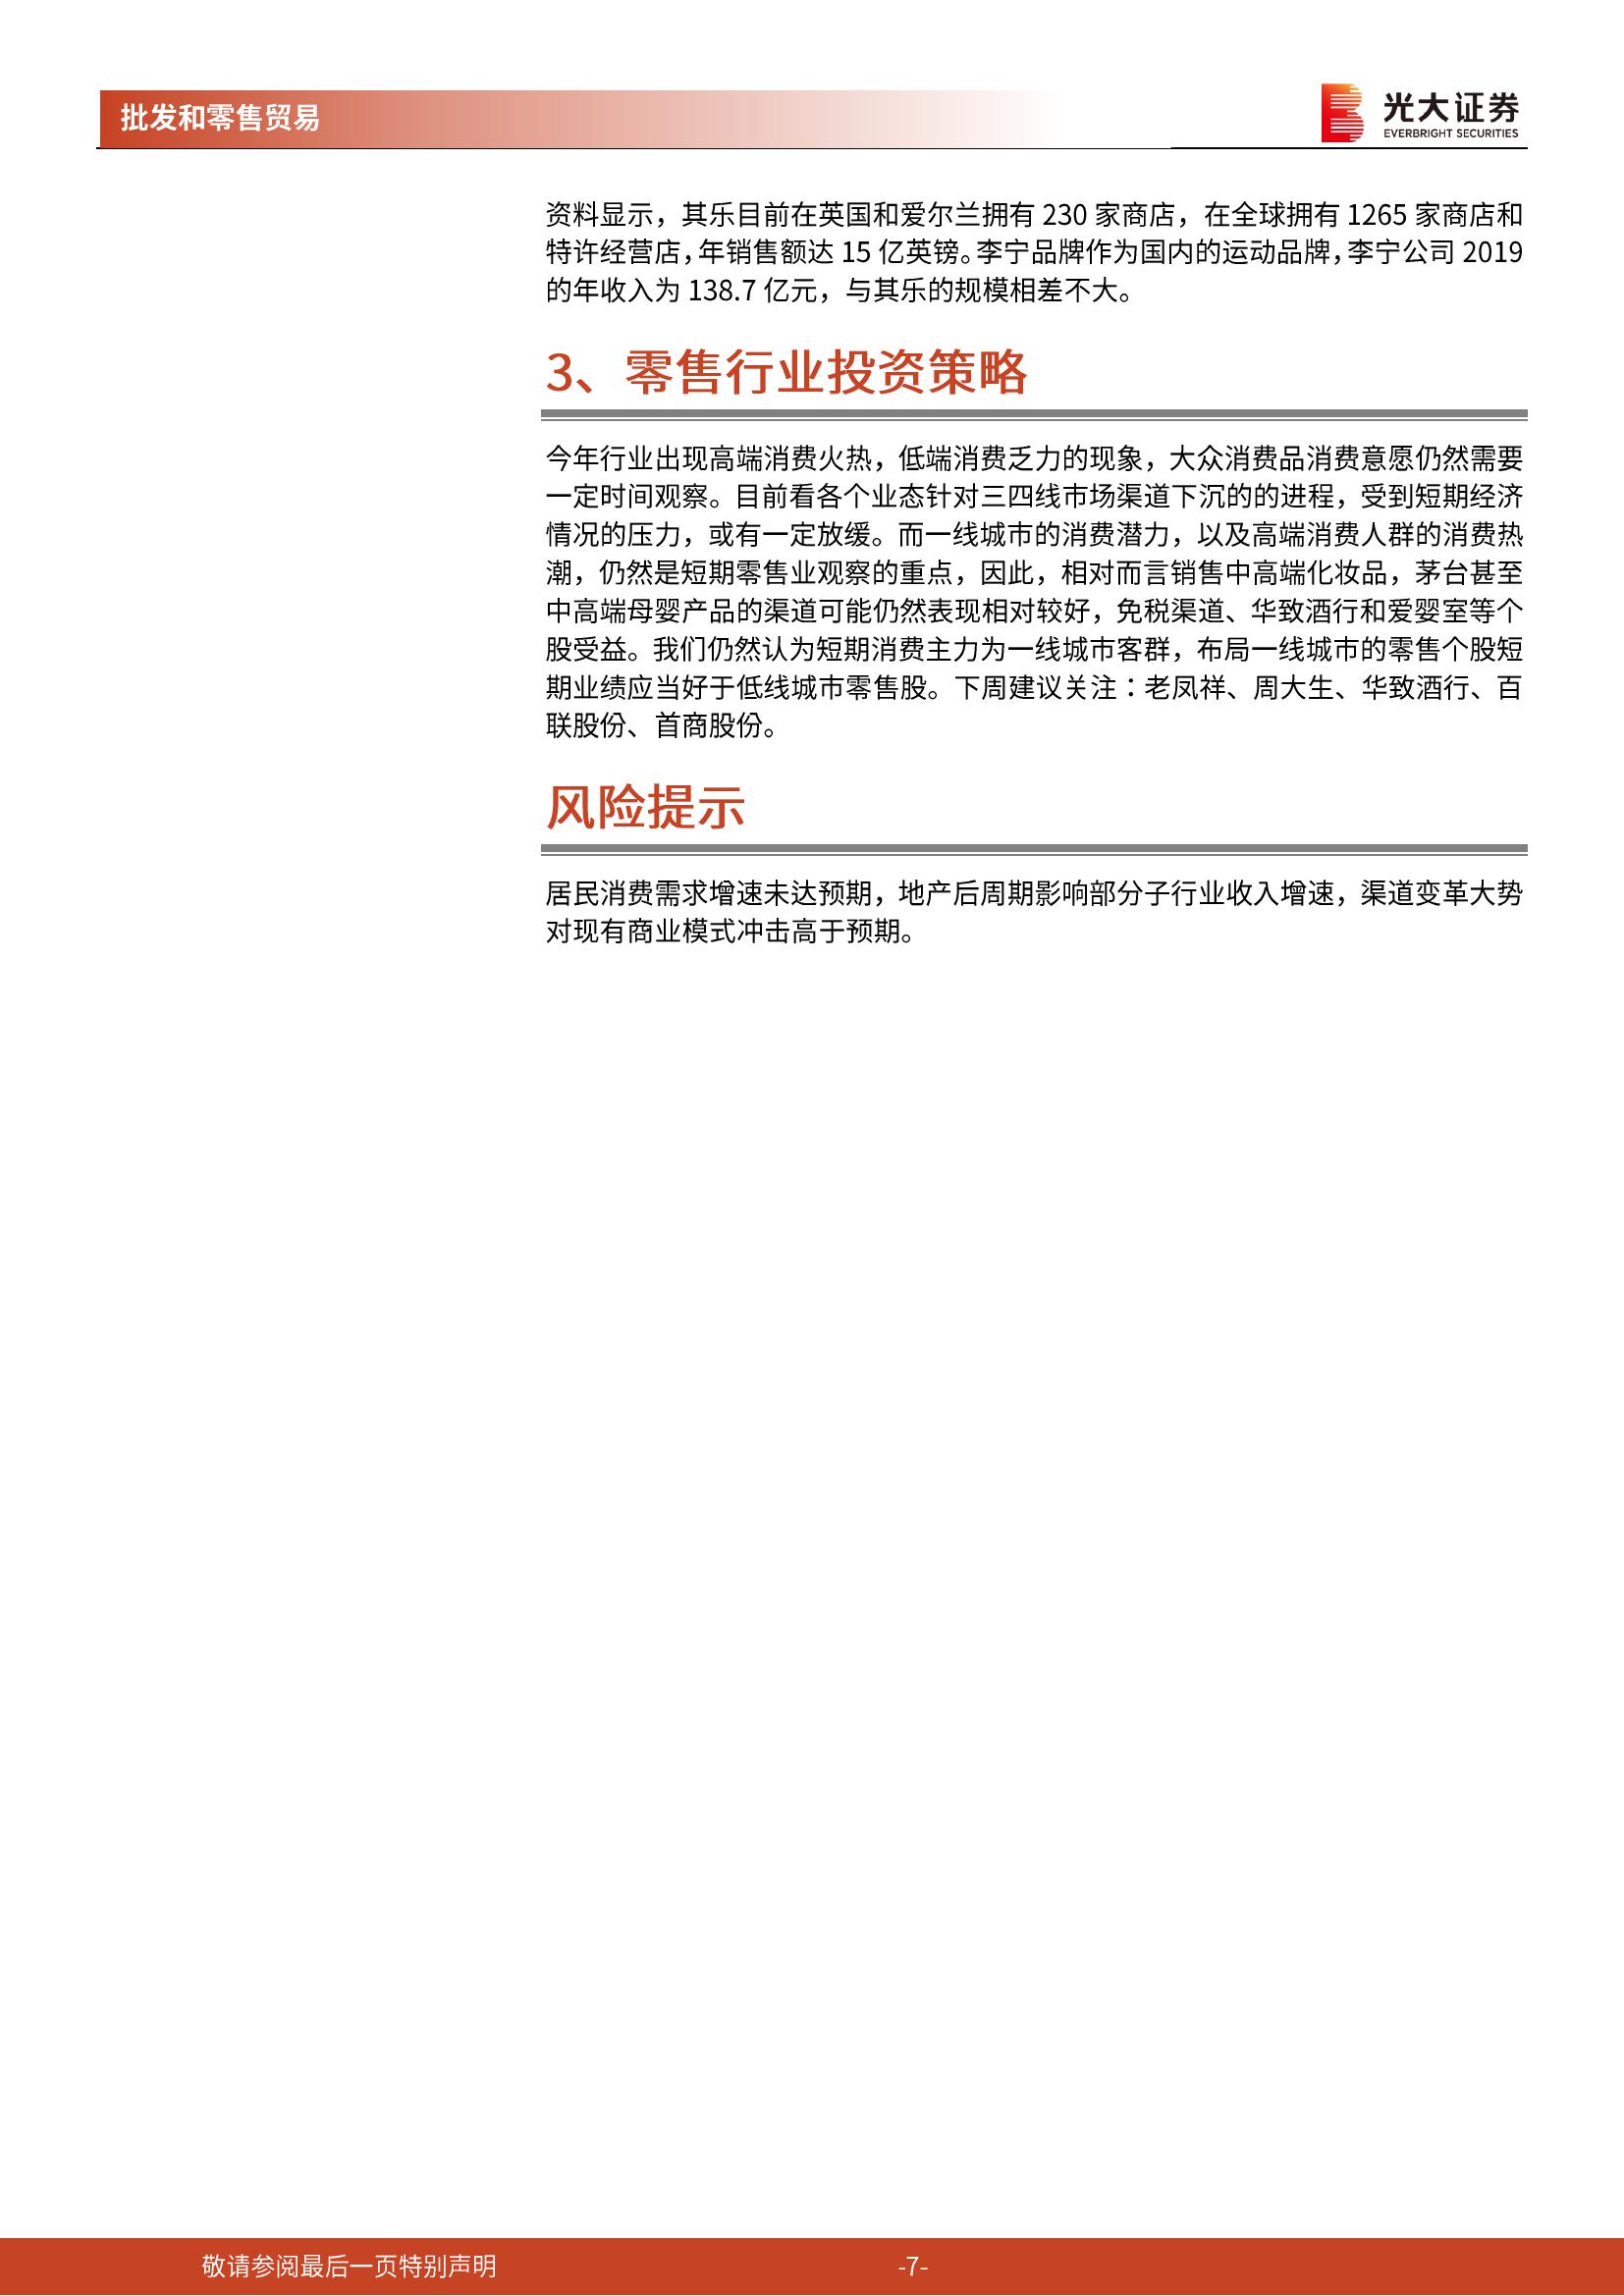 批发和零售贸易
光大证券
EVERBRIGHT SECURITIES
资料显示，其乐目前在英国和爱尔兰拥有 230 家商店，在全球拥有 1265 家商店和
特许经营店，年销售额达 15 亿英镑。李宁品牌作为国内的运动品牌，李宁公司 2019
的年收入为 138.7 亿元，与其乐的规模相差不大。
3、零售行业投资策略
今年行业出现高端消费火热，低端消费乏力的现象，大众消费品消费意愿仍然需要
一定时间观察。目前看各个业态针对三四线市场渠道下沉的的进程，受到短期经济
情况的压力，或有一定放缓。而一线城市的消费潜力，以及高端消费人群的消费热
潮，仍然是短期零售业观察的重点，因此，相对而言销售中高端化妆品，茅台甚至
中高端母婴产品的渠道可能仍然表现相对较好，免税渠道、华致酒行和爱婴室等个
股受益。我们仍然认为短期消费主力为一线城市客群，布局一线城市的零售个股短
期业绩应当好于低线城市零售股。下周建议关注：老凤祥、周大生、华致酒行、百
联股份、首商股份。
风险提示
居民消费需求增速未达预期，地产后周期影响部分子行业收入增速，渠道变革大势
对现有商业模式冲击高于预期。
敬请参阅最后一页特别声明
-7-